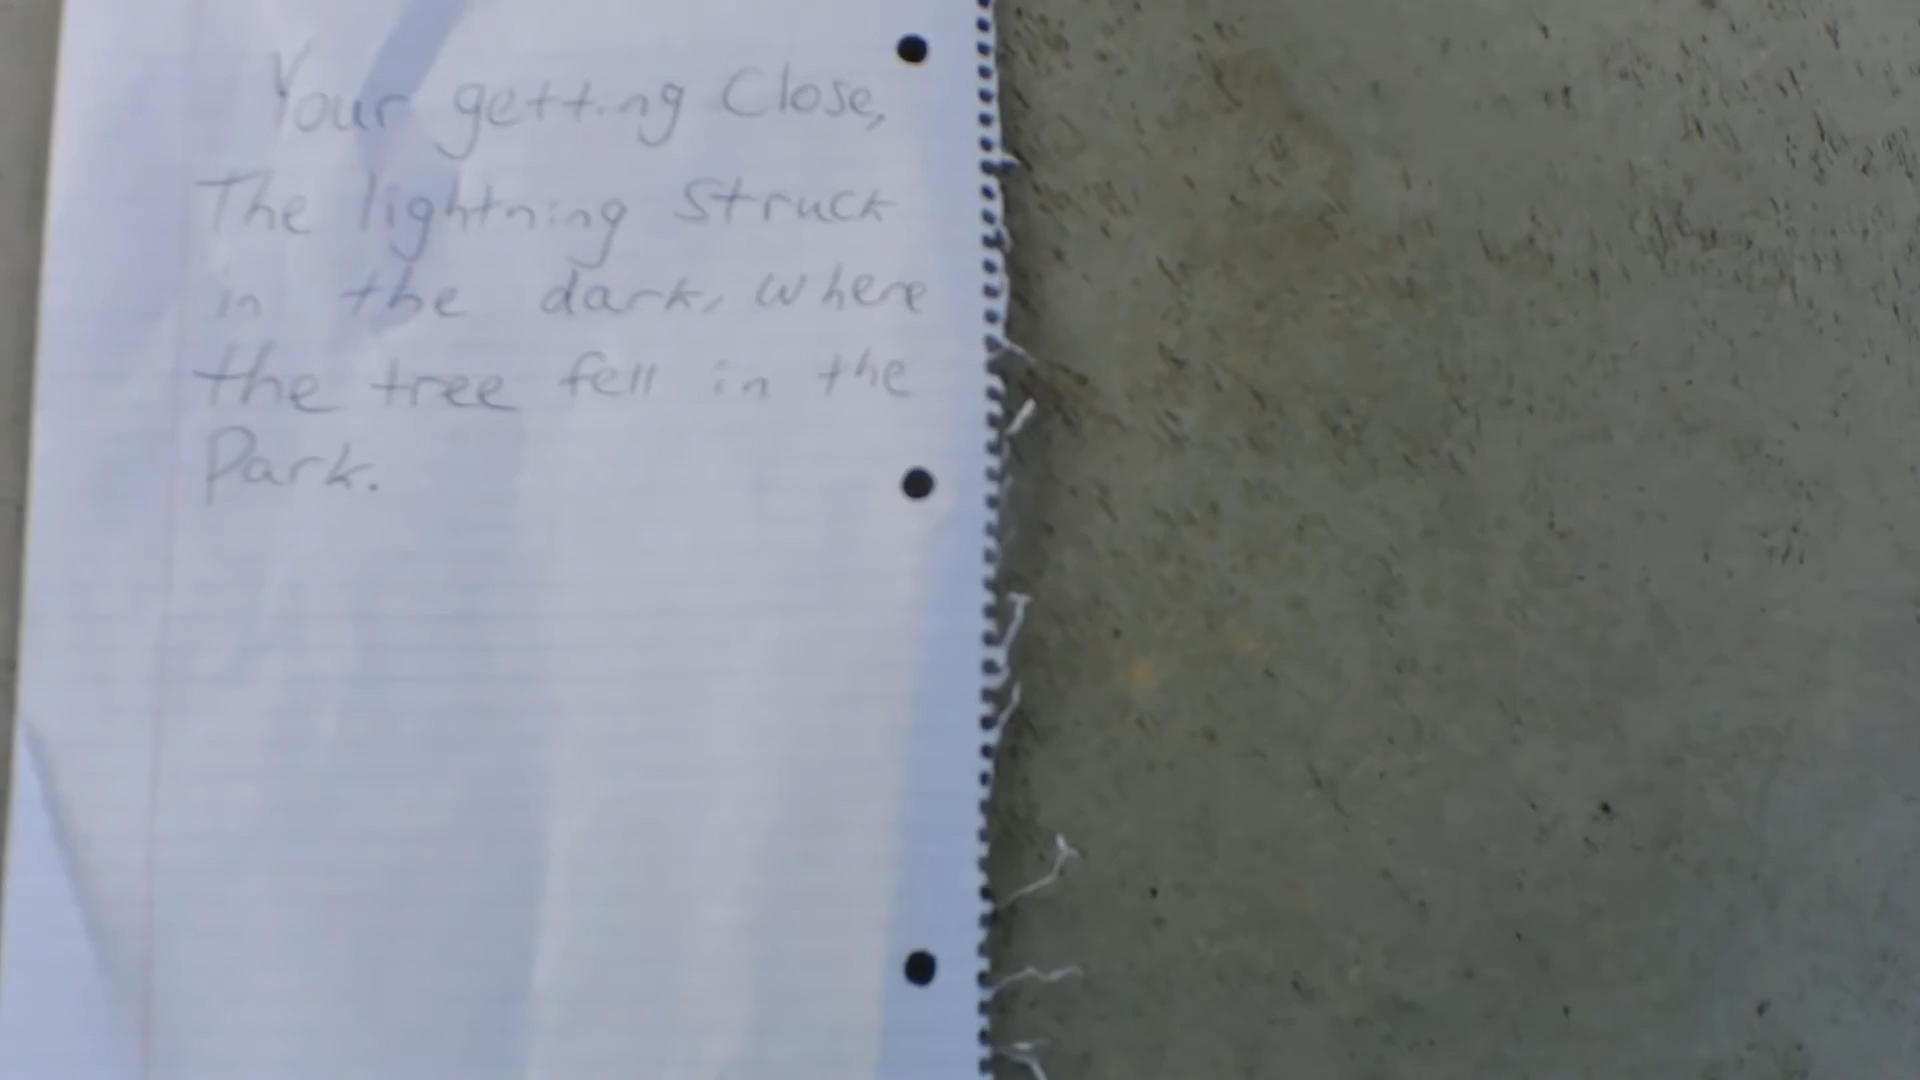 Your getting Close,
The lightning Struck
in the dark, where
the tree fell in the
Park.